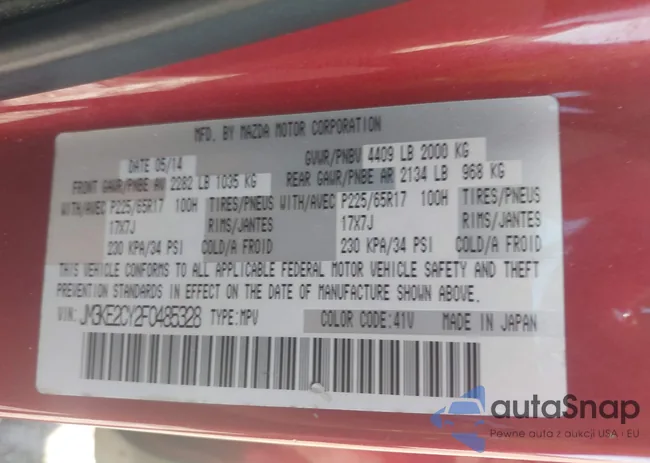 MFD. BY MAZDA MOTOR CORPORATION
DATE 05/14 GVWR/PNBV 4409 LB 2000 KG
FRONT GAWR/PNBE AV 2282 LB 1035 KG REAR GAWR/PNBE AR 2134 LB 968 KG
WITH/AVEC P225/65R17 100H TIRES/PNEUS WITH/AVEC P225/65R17 100H TIRES/PNEUS
17X7J RIMS/JANTES 17X7J RIMS/JANTES
230 KPA/34 PSI COLD/A FROID 230 KPA/34 PSI COLD/A FROID
THIS VEHICLE CONFORMS TO ALL APPLICABLE FEDERAL MOTOR VEHICLE SAFETY AND THEFT
PREVENTION STANDARDS IN EFFECT ON THE DATE OF MANUFACTURE SHOWN ABOVE.
VIN: JM3KE2CY2F0485328 TYPE:MPV COLOR CODE:41V MADE IN JAPAN
autaSnap
Pewne auta z aukcji USA i EU